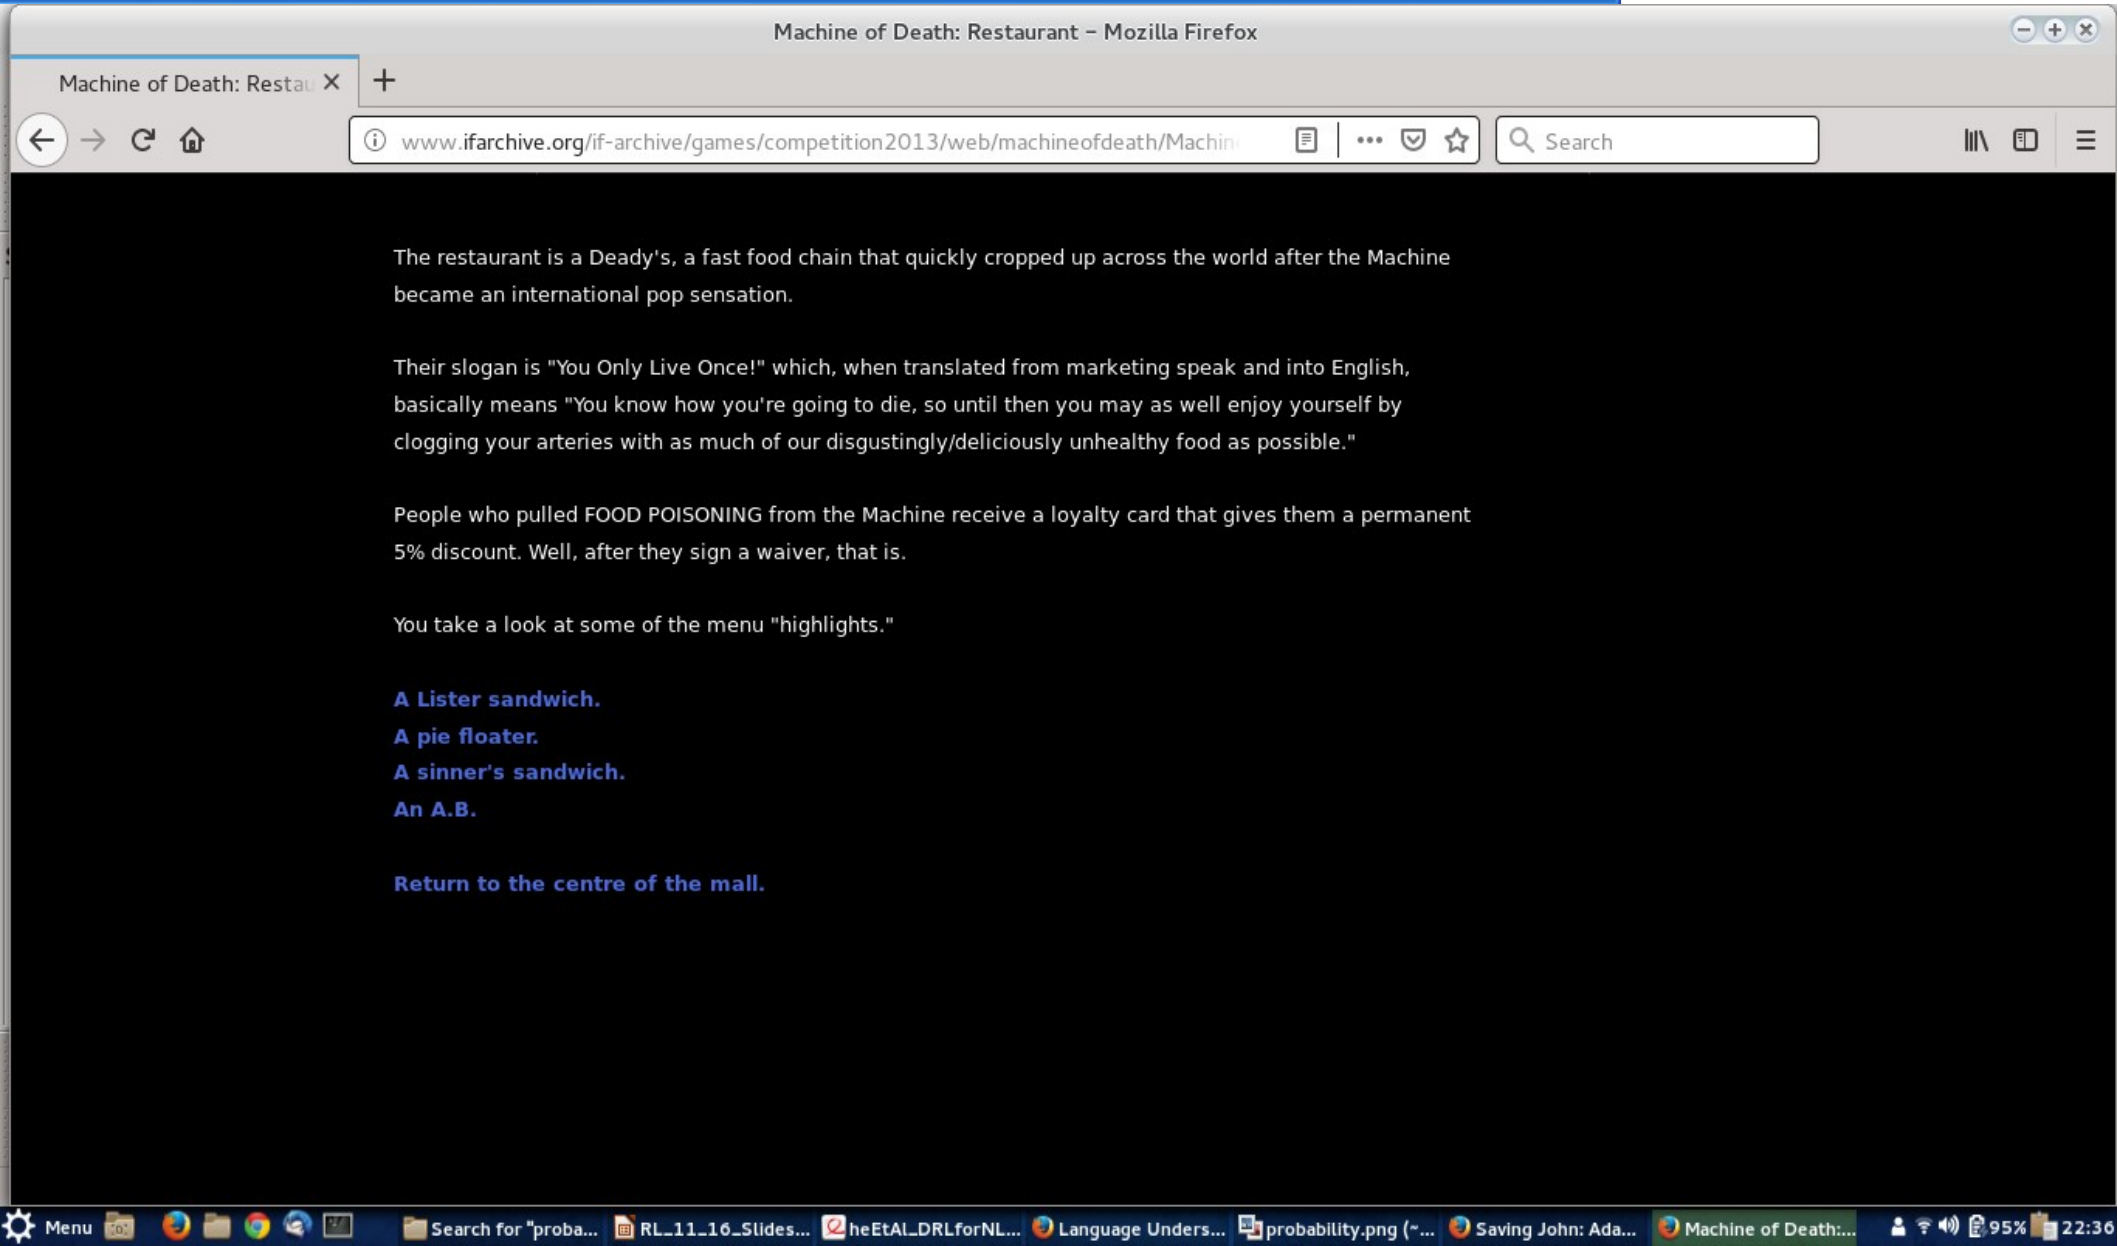 Machine of Death: Restaurant - Mozilla Firefox
Machine of Death: Restau
www.ifarchive.org/if-archive/games/competition2013/web/machineofdeath/Machin
Search
The restaurant is a Deady's, a fast food chain that quickly cropped up across the world after the Machine
became an international pop sensation.
Their slogan is "You Only Live Once!" which, when translated from marketing speak and into English,
basically means "You know how you're going to die, so until then you may as well enjoy yourself by
clogging your arteries with as much of our disgustingly/deliciously unhealthy food as possible."
People who pulled FOOD POISONING from the Machine receive a loyalty card that gives them a permanent
5% discount. Well, after they sign a waiver, that is.
You take a look at some of the menu "highlights."
A Lister sandwich.
A pie floater.
A sinner's sandwich.
An A.B.
Return to the centre of the mall.
Menu Search for "proba... RL_11_16_Slides... heEtAl_DRLforNL... Language Unders... probability.png (~... Saving John: Ada... Machine of Death:... 95% 22:36